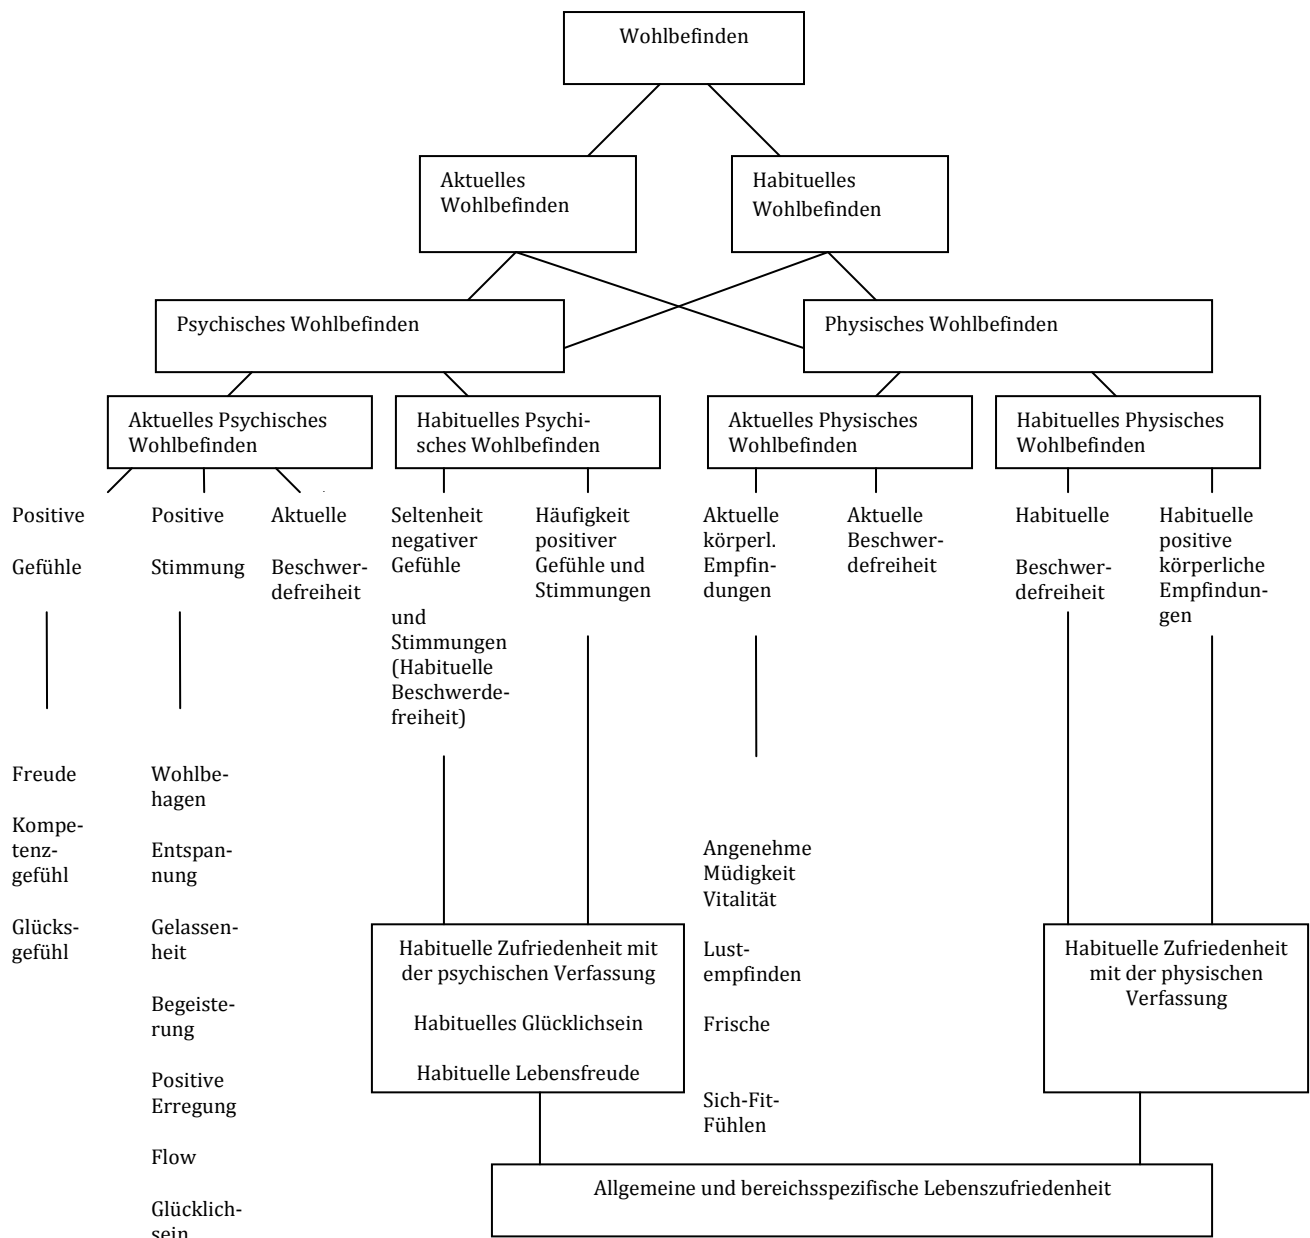 Wohlbefinden
Aktuelles
Wohlbefinden
Habituelles
Wohlbefinden
Psychisches Wohlbefinden
Physisches Wohlbefinden
Aktuelles Psychisches
Wohlbefinden
Habituelles Psychi-
sches Wohlbefinden
Aktuelles Physisches
Wohlbefinden
Habituelles Physisches
Wohlbefinden
Positive
Gefühle
Positive
Stimmung
Aktuelle
Beschwer-
defreiheit
Seltenheit
negativer
Gefühle
und
Stimmungen
(Habituelle
Beschwerde-
freiheit)
Häufigkeit
positiver
Gefühle und
Stimmungen
Aktuelle
körperl.
Empfin-
dungen
Aktuelle
Beschwer-
defreiheit
Habituelle
Beschwer-
defreiheit
Habituelle
positive
körperliche
Empfindun-
gen
Freude
Kompe-
tenz-
gefühl
Glücks-
gefühl
Wohlbe-
hagen
Entspan-
nung
Gelassen-
heit
Begeiste-
rung
Positive
Erregung
Flow
Glücklich-
sein
Habituelle Zufriedenheit mit
der psychischen Verfassung
Habituelles Glücklichsein
Habituelle Lebensfreude
Angenehme
Müdigkeit
Vitalität
Lust-
empfinden
Frische
Sich-Fit-
Fühlen
Habituelle Zufriedenheit
mit der physischen
Verfassung
Allgemeine und bereichsspezifische Lebenszufriedenheit